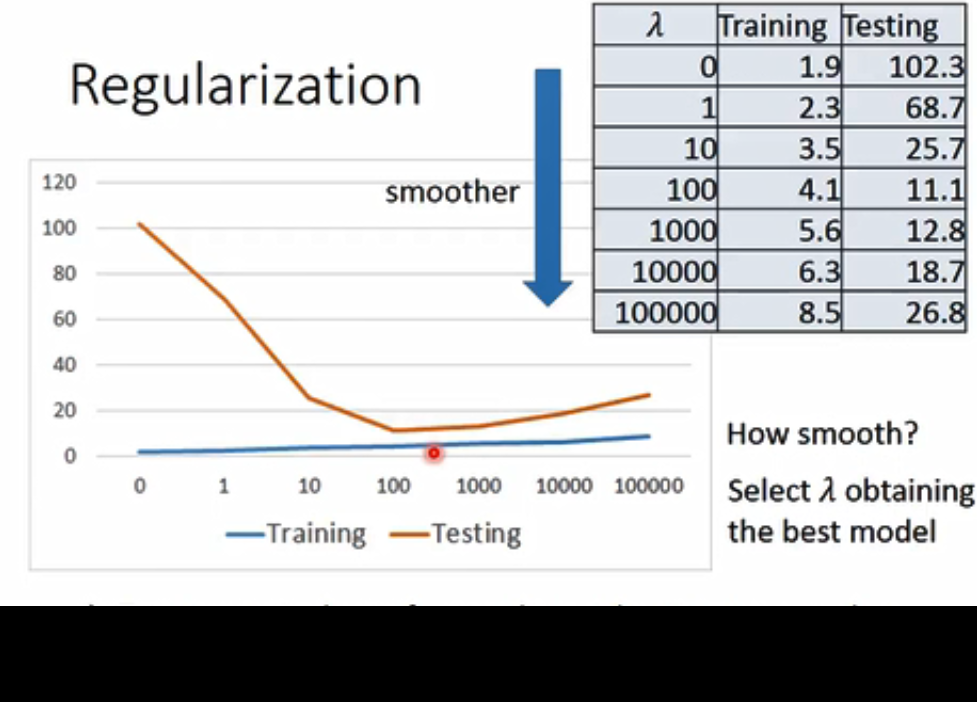 Regularization
λ Training Testing
0 1.9 102.3
1 2.3 68.7
10 3.5 25.7
100 4.1 11.1
1000 5.6 12.8
10000 6.3 18.7
100000 8.5 26.8
smoother
120
100
80
60
40
20
0
0 1 10 100 1000 10000 100000
Training Testing
How smooth?
Select λ obtaining
the best model